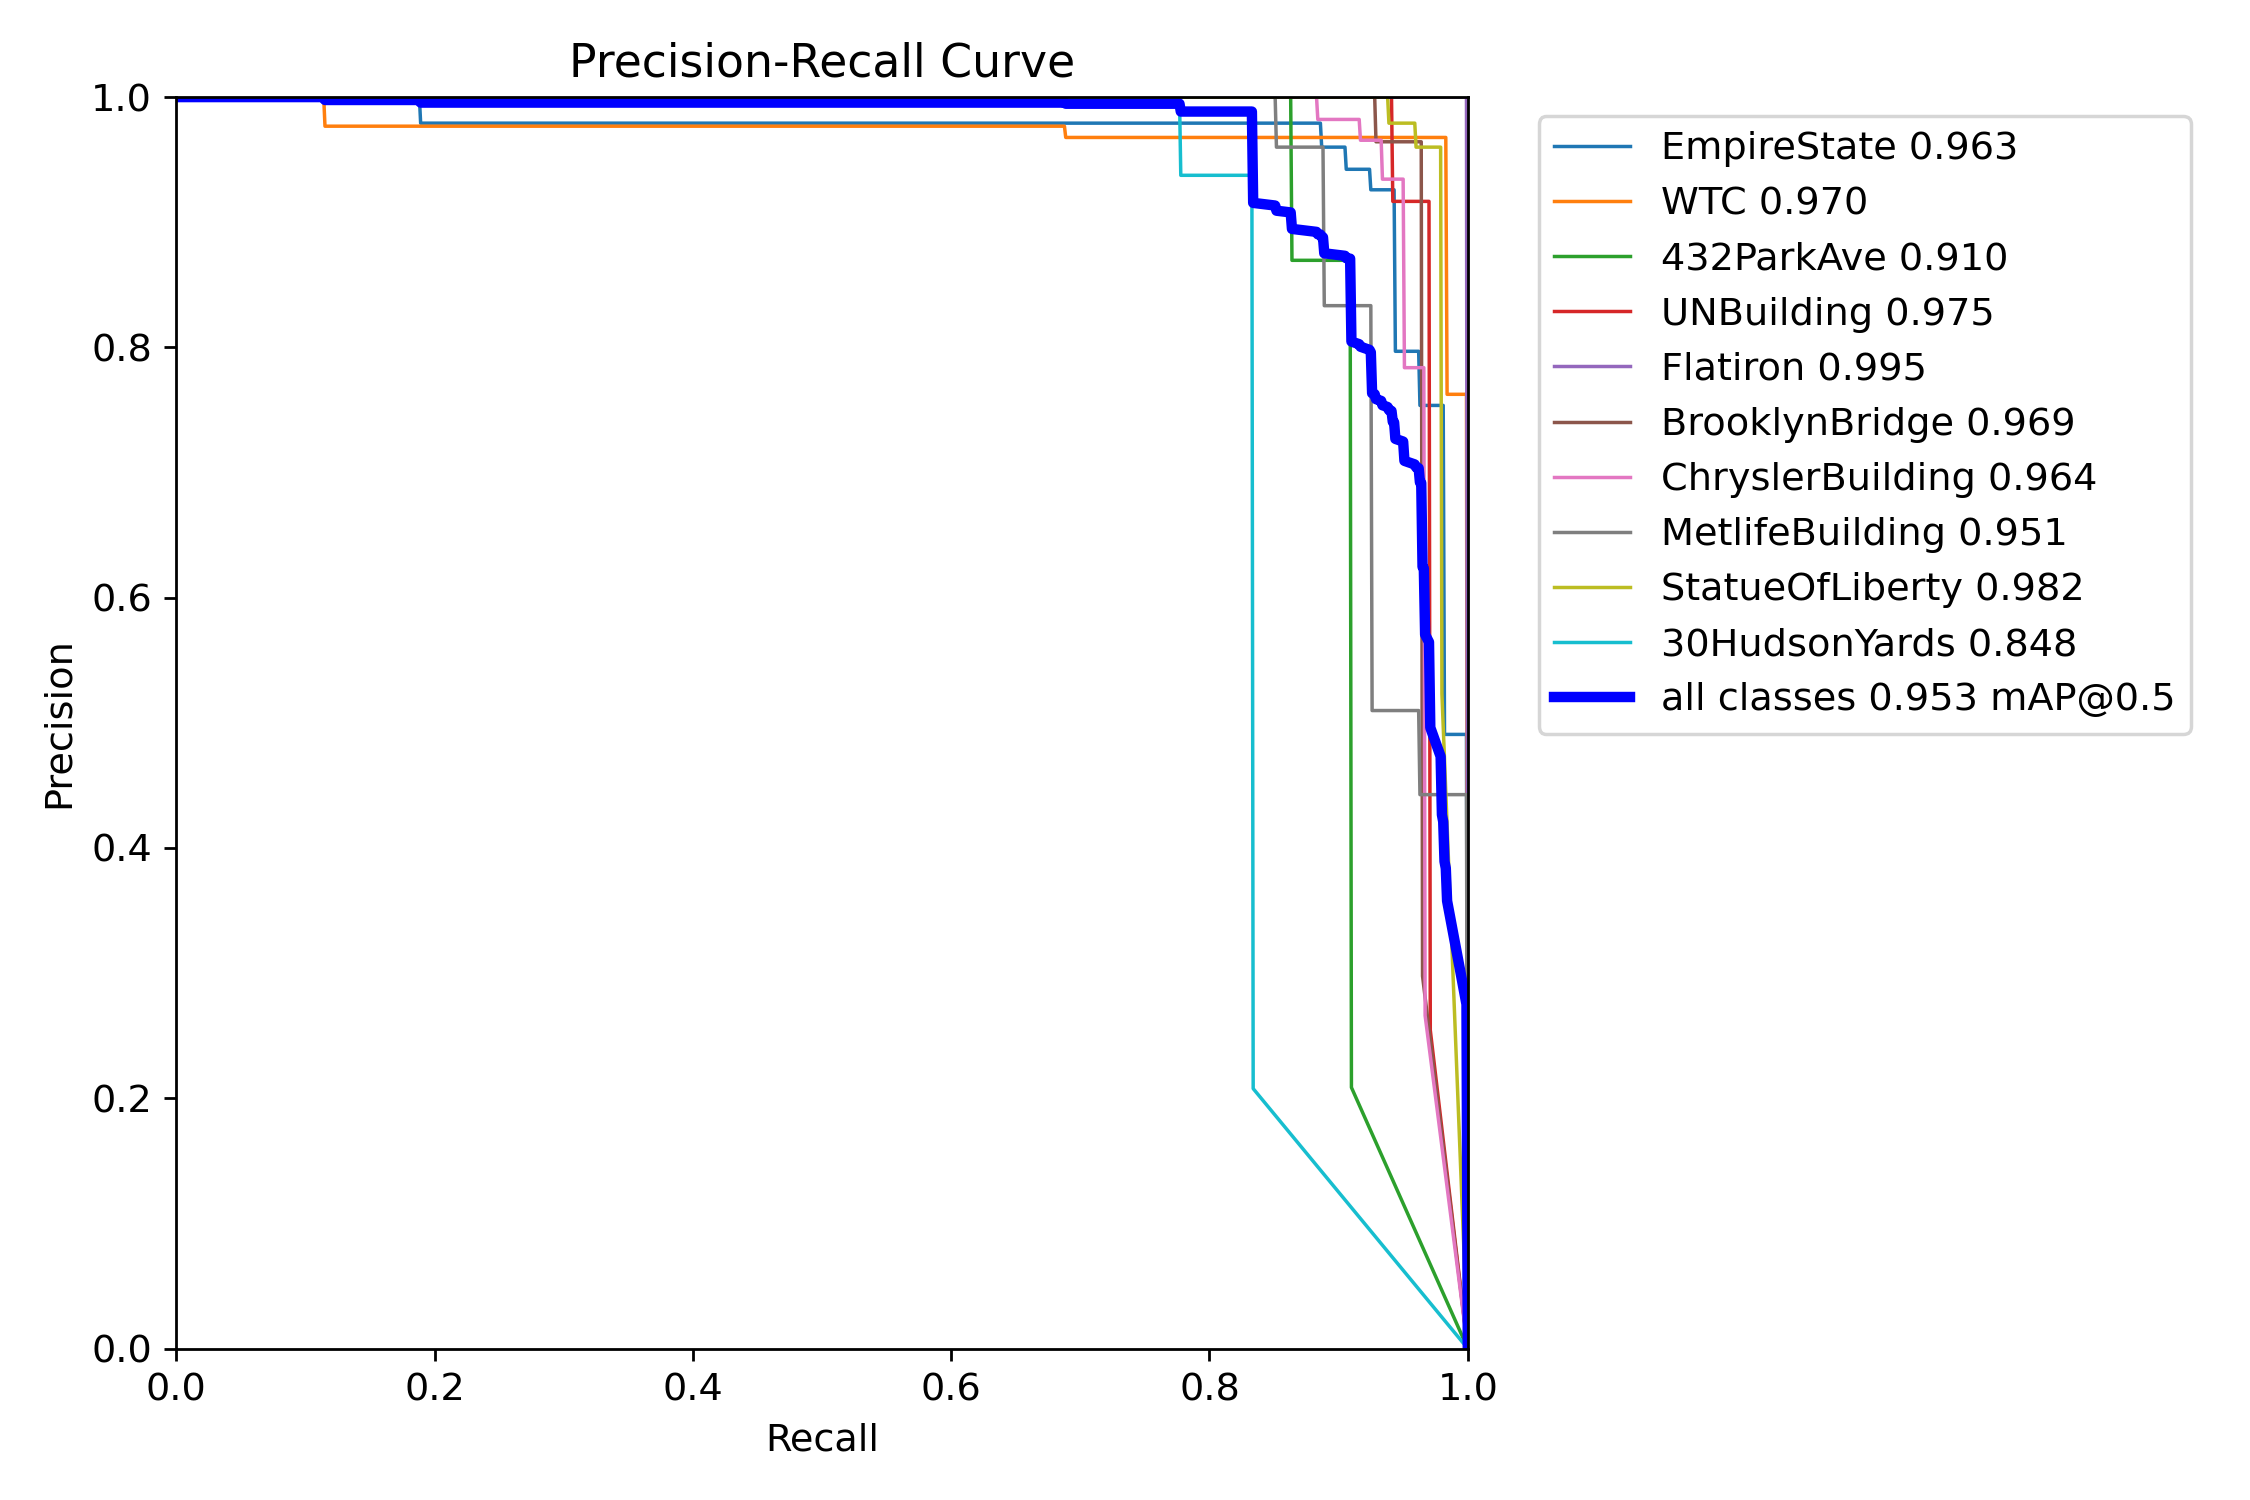 Precision-Recall Curve
1.0
0.8
0.6
0.4
0.2
0.0
Precision
0.0 0.2 0.4 0.6 0.8 1.0
Recall
EmpireState 0.963
WTC 0.970
432ParkAve 0.910
UNBuilding 0.975
Flatiron 0.995
BrooklynBridge 0.969
ChryslerBuilding 0.964
MetlifeBuilding 0.951
StatueOfLiberty 0.982
30HudsonYards 0.848
all classes 0.953 mAP@0.5